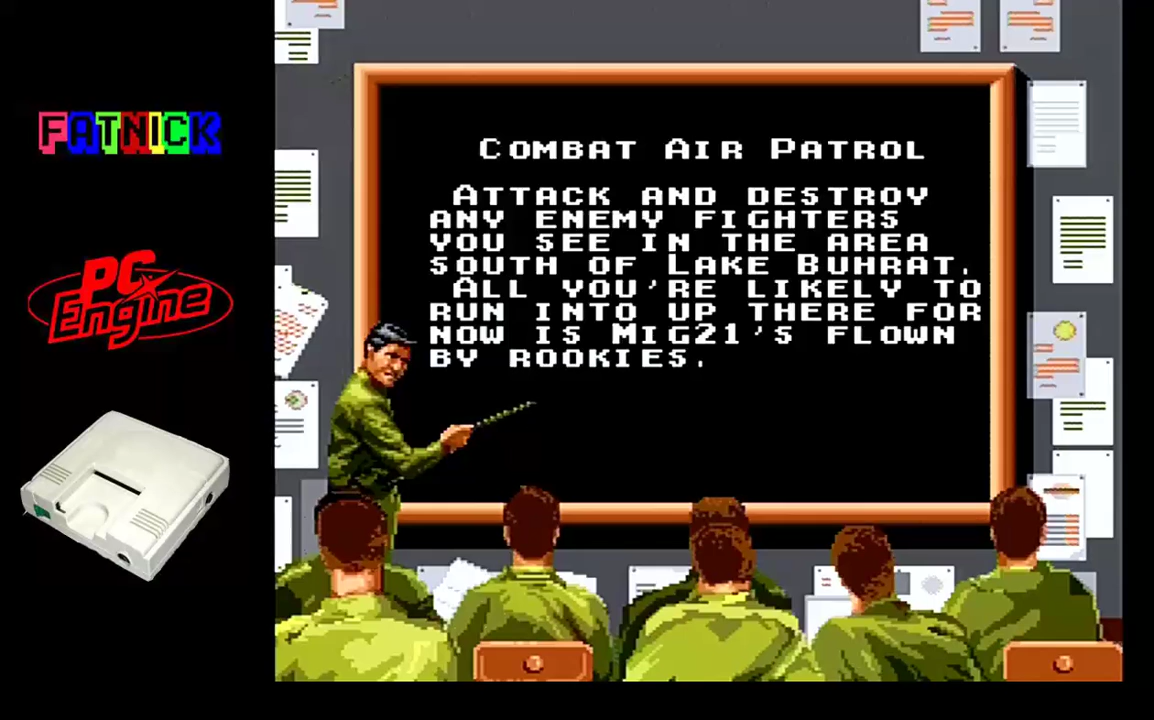 FATNICK
PC
Engine
COMBAT AIR PATROL
ATTACK AND DESTROY
ANY ENEMY FIGHTERS
YOU SEE IN THE AREA
SOUTH OF LAKE BUHRAT.
ALL YOU'RE LIKELY TO
RUN INTO UP THERE FOR
NOW IS MIG21'S FLOWN
BY ROOKIES.